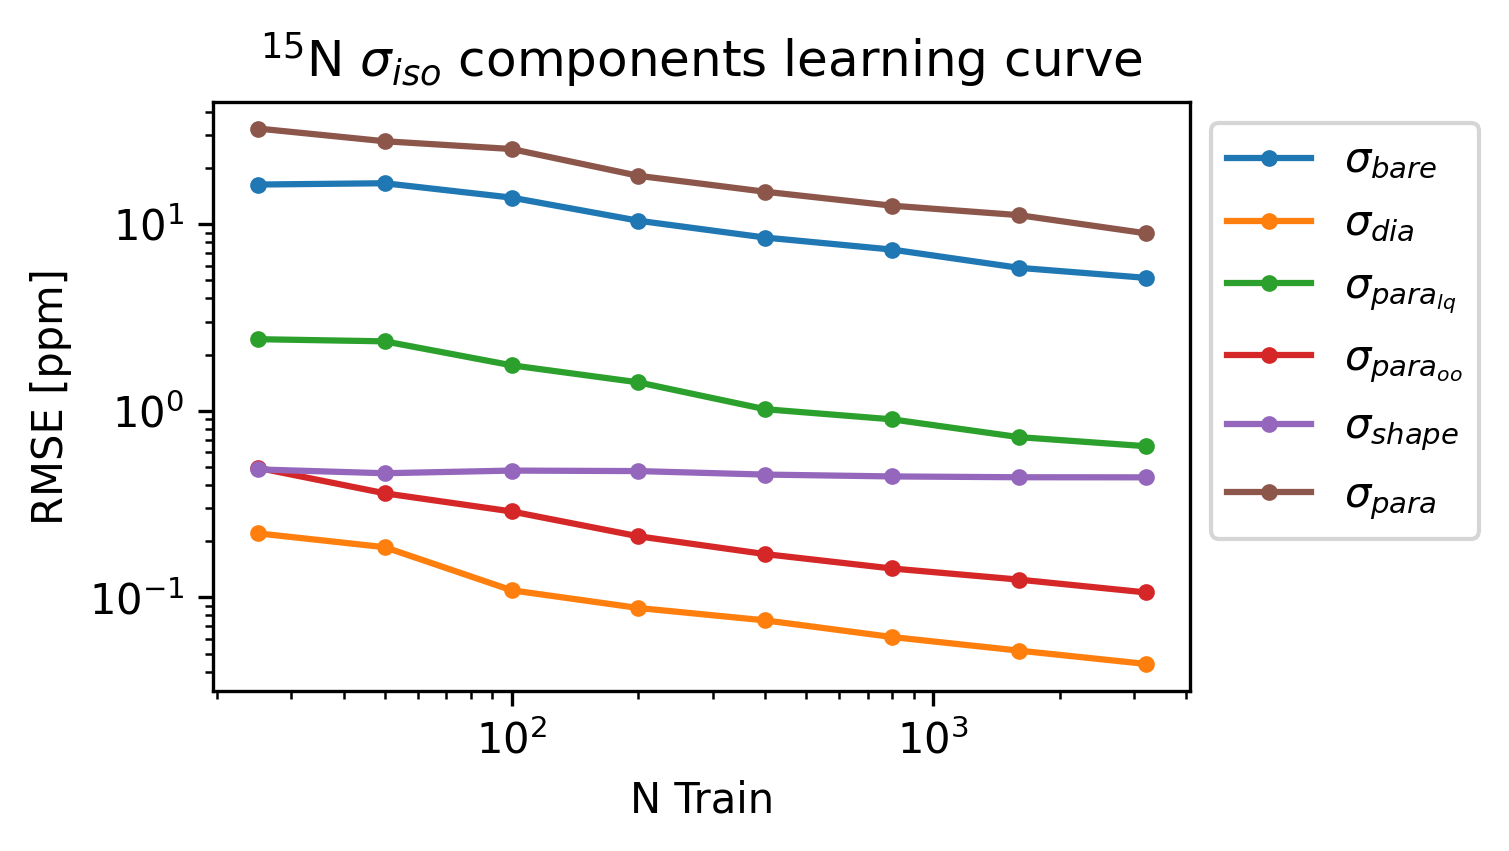 ¹⁵N σ_iso components learning curve
RMSE [ppm]
10¹
10⁰
10⁻¹
10²
10³
N Train
σ_bare
σ_dia
σ_para_lq
σ_para_oo
σ_shape
σ_para